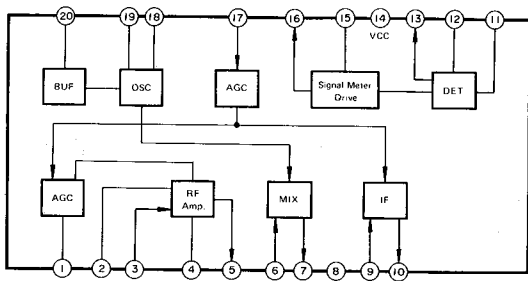 20 19 18 17 16 15 14 13 12 11
VCC
BUF OSC AGC Signal Meter DET
Drive
AGC RF MIX IF
Amp.
1 2 3 4 5 6 7 8 9 10